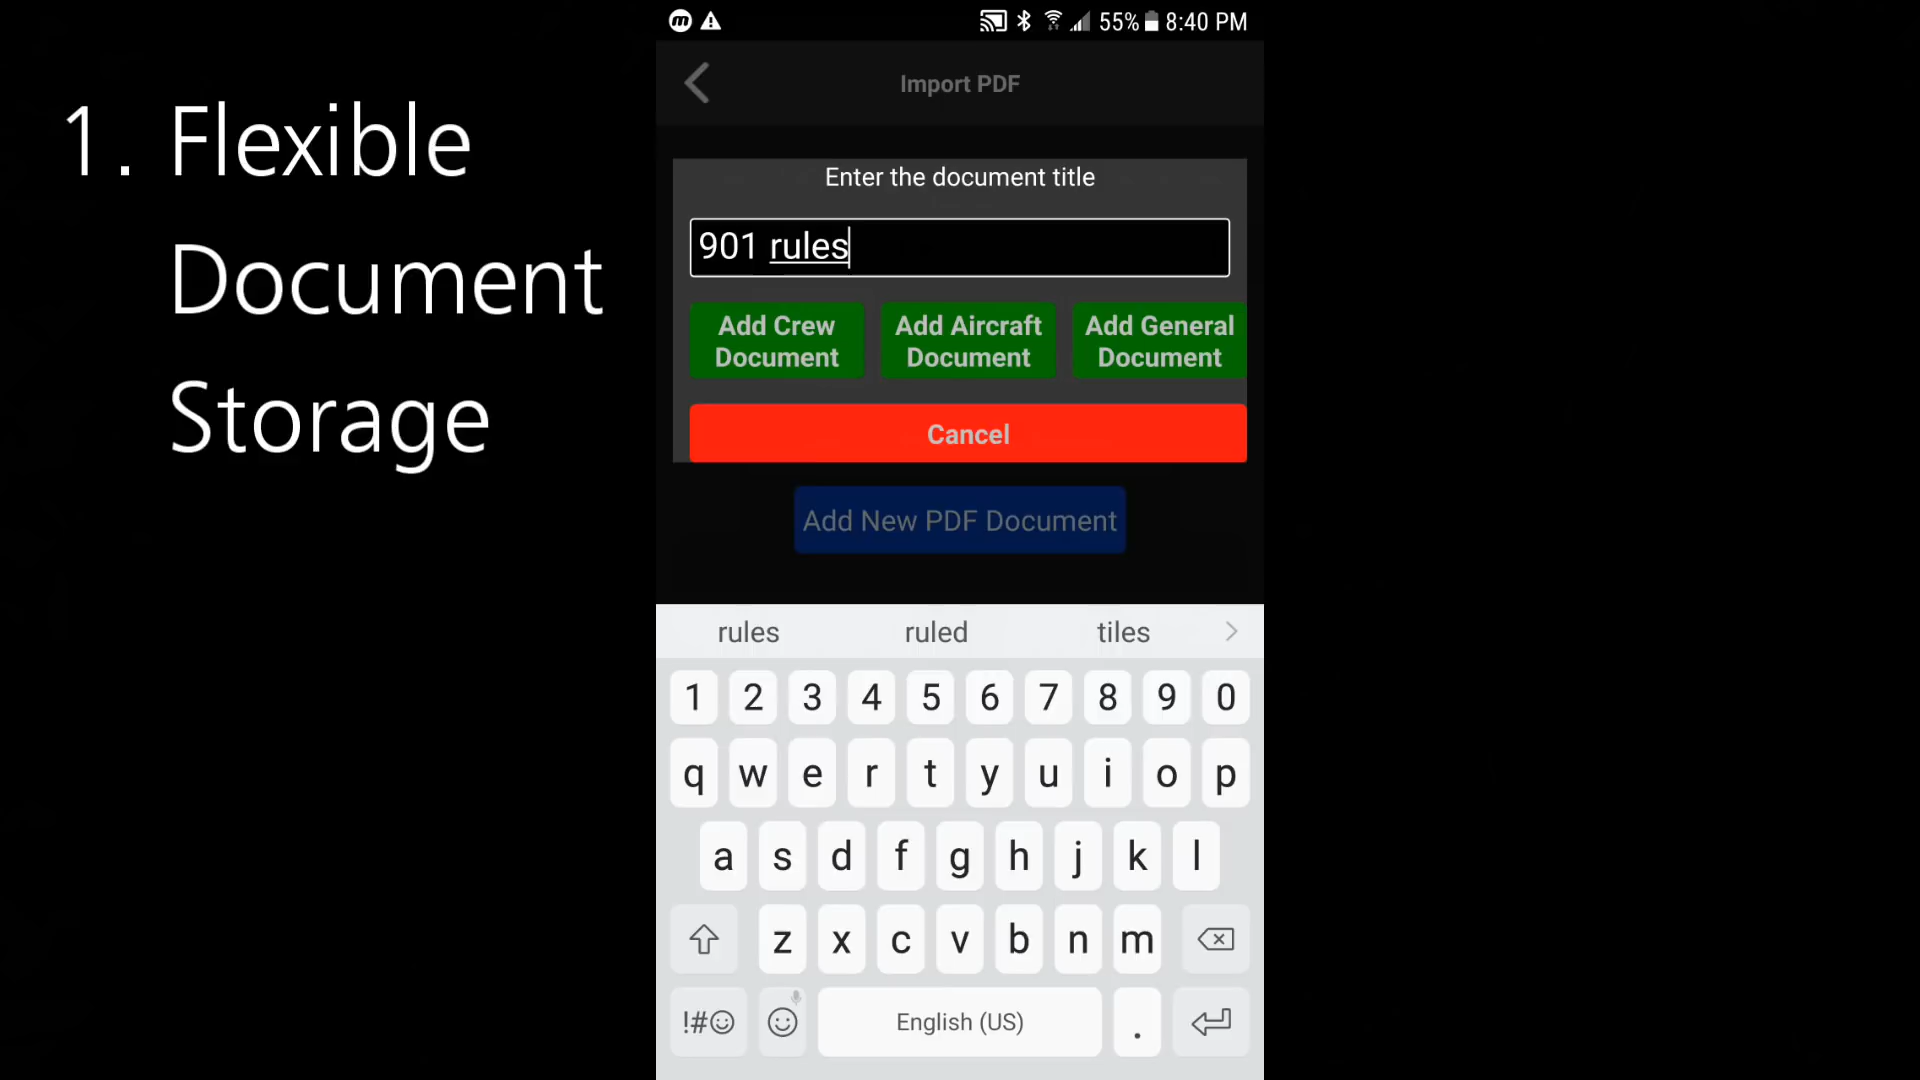 1. Flexible
Document
Storage
55% 8:40 PM
Import PDF
Enter the document title
901 rules
Add Crew
Document
Add Aircraft
Document
Add General
Document
Cancel
Add New PDF Document
rules ruled tiles
1 2 3 4 5 6 7 8 9 0
q w e r t y u i o p
a s d f g h j k l
z x c v b n m
!#☺ English (US) .